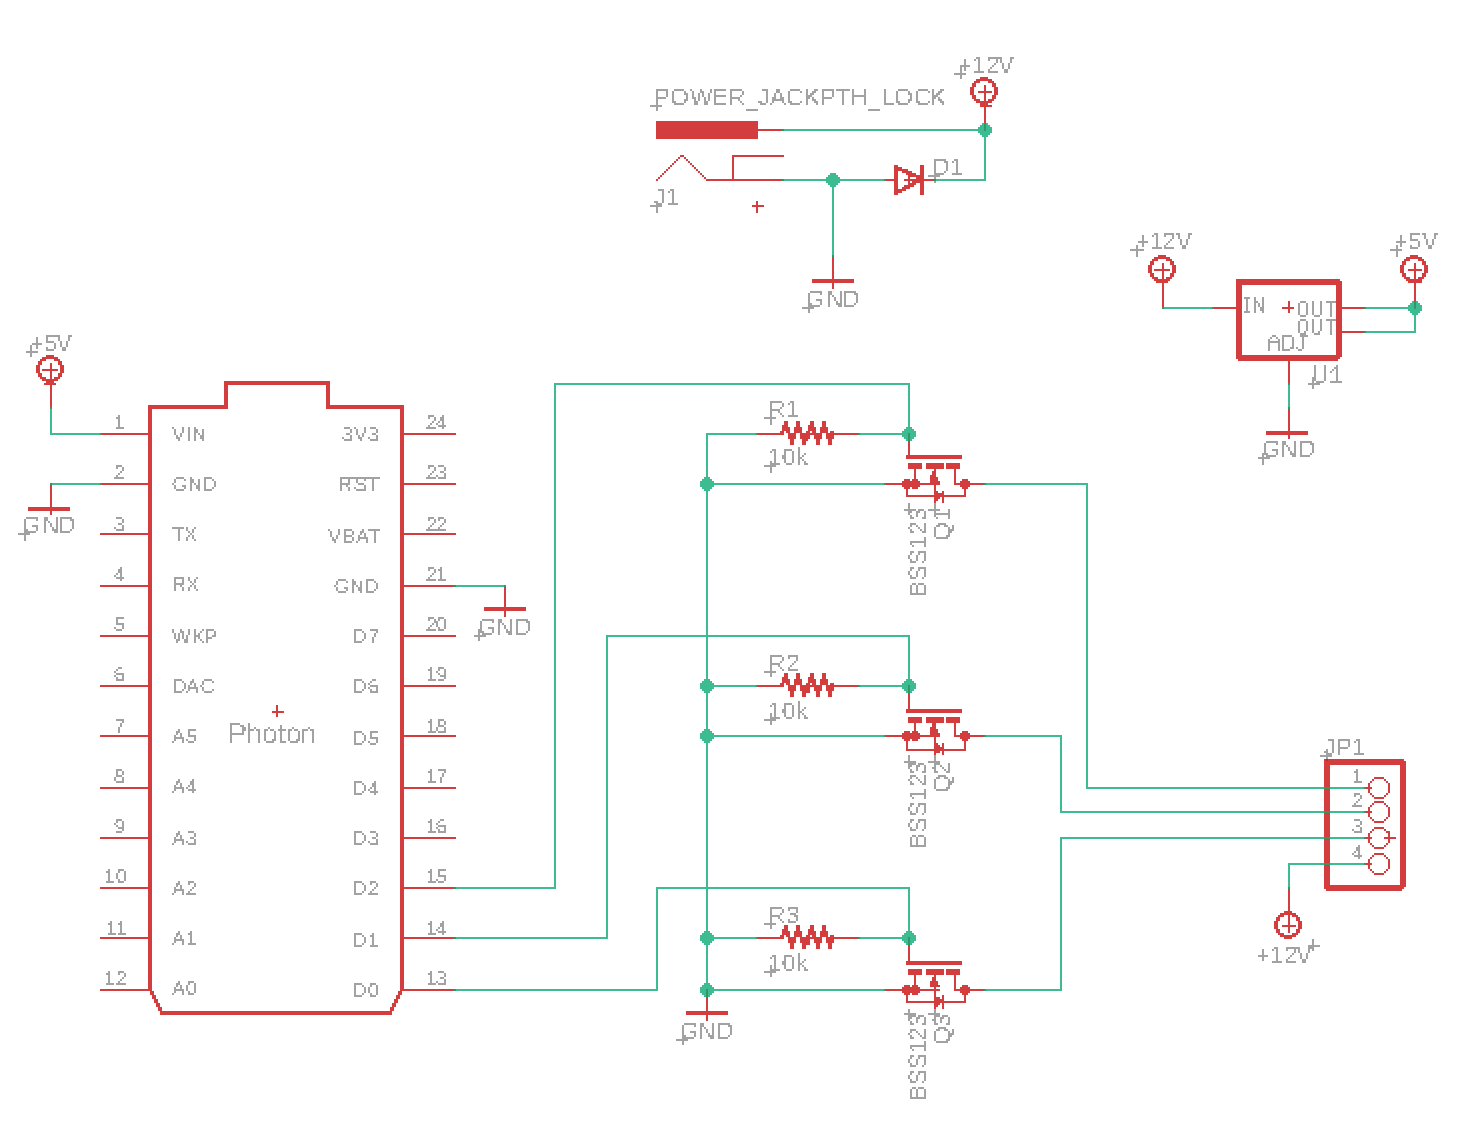 +12V
POWER_JACKPTH_LOCK
D1
J1
GND
+12V
+5V
IN
OUT
OUT
ADJ
U1
GND
+5V
1 VIN 3V3 24
2 GND RST 23
GND
3 TX VBAT 22
4 RX GND 21
GND
5 WKP D7 20
6 DAC D6 19
7 A5 D5 18
Photon
8 A4 D4 17
9 A3 D3 16
10 A2 D2 15
11 A1 D1 14
12 A0 D0 13
R1
10k
BSS123
Q1
R2
10k
BSS123
Q2
R3
10k
BSS123
Q3
GND
JP1
1
2
3
4
+12V